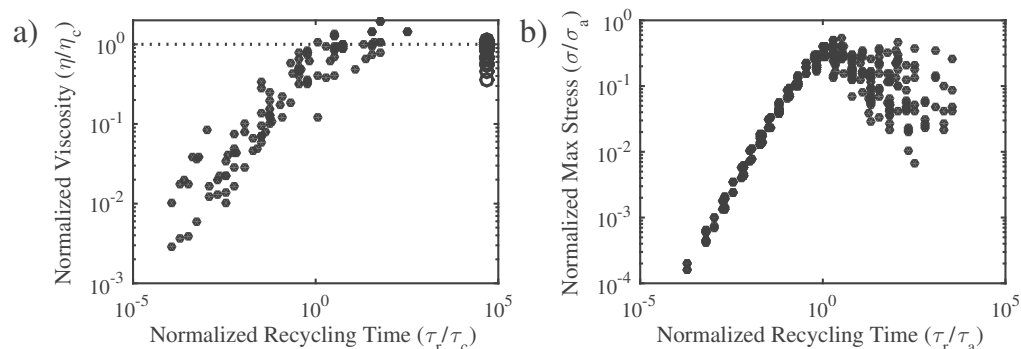 a)
Normalized Viscosity (η/η_c)
10^0
10^-1
10^-2
10^-3
10^-5
10^0
10^5
Normalized Recycling Time (τ_r/τ_c)
b)
Normalized Max Stress (σ/σ_a)
10^0
10^-1
10^-2
10^-3
10^-4
10^-5
10^0
10^5
Normalized Recycling Time (τ_r/τ_a)